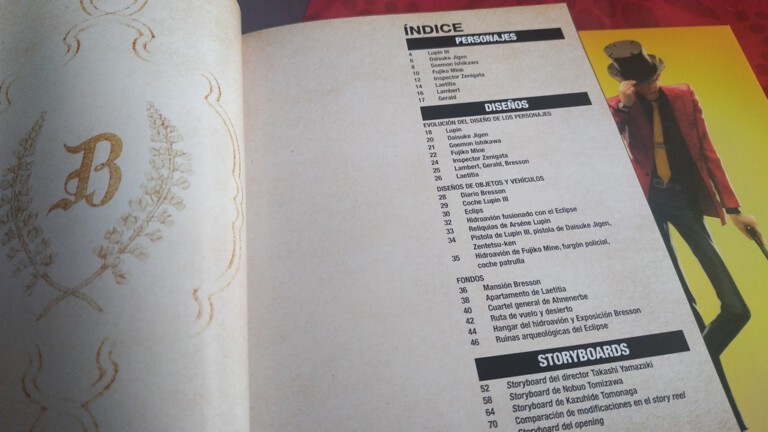 B
ÍNDICE
PERSONAJES
4 Lupin III
6 Daisuke Jigen
8 Goemon Ishikawa
10 Fujiko Mine
12 Inspector Zenigata
14 Laetitia
16 Lambert
17 Gerald
DISEÑOS
EVOLUCIÓN DEL DISEÑO DE LOS PERSONAJES
18 Lupin
20 Daisuke Jigen
21 Goemon Ishikawa
22 Fujiko Mine
24 Inspector Zenigata
25 Lambert, Gerald, Bresson
26 Laetitia
DISEÑOS DE OBJETOS Y VEHÍCULOS
28 Diario Bresson
29 Coche Lupin III
30 Eclips
32 Hidroavión fusionado con el Eclipse
33 Reliquias de Arsène Lupin
34 Pistola de Lupin III, pistola de Daisuke Jigen,
Zentetsu-ken
35 Hidroavión de Fujiko Mine, furgón policial,
coche patrulla
FONDOS
36 Mansión Bresson
38 Apartamento de Laetitia
40 Cuartel general de Ahnenerbe
42 Ruta de vuelo y desierto
44 Hangar del hidroavión y Exposición Bresson
46 Ruinas arqueológicas del Eclipse
STORYBOARDS
52 Storyboard del director Takashi Yamazaki
58 Storyboard de Nobuo Tomizawa
64 Storyboard de Kazuhide Tomonaga
70 Comparación de modificaciones en el story reel
Storyboard del opening